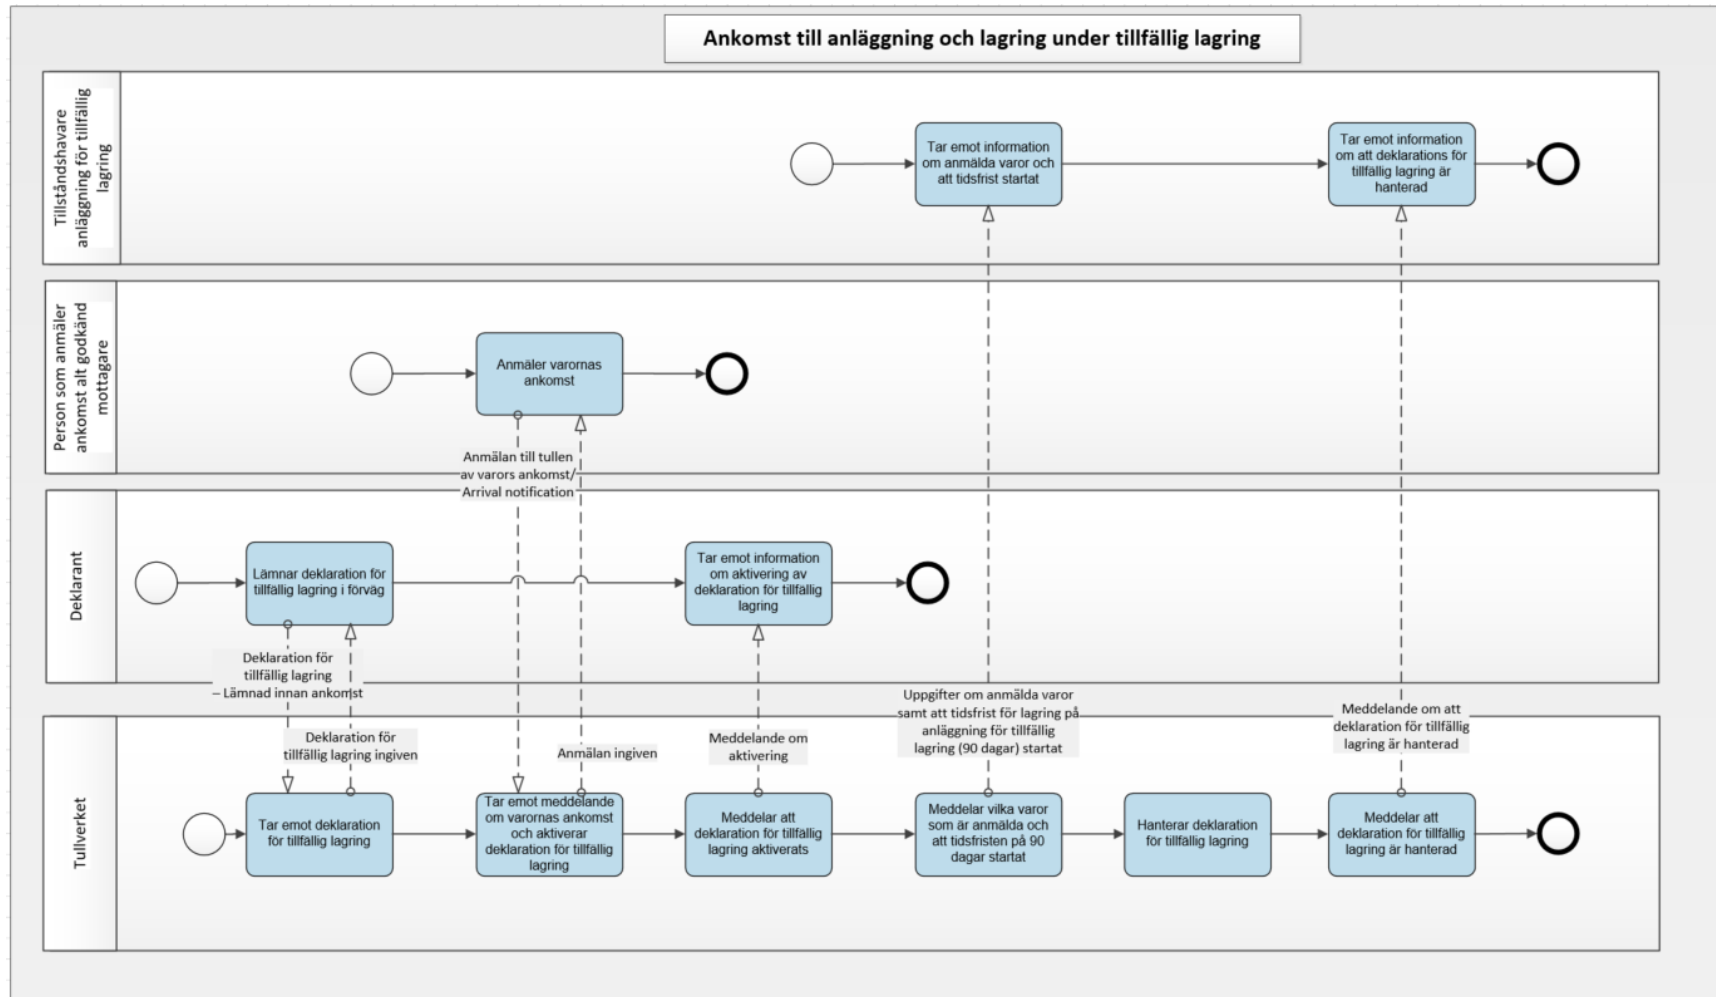 Ankomst till anläggning och lagring under tillfällig lagring
Tillståndshavare
anläggning för tillfällig
lagring
Tar emot information
om anmälda varor och
att tidsfrist startat
Tar emot information
om att deklarations för
tillfällig lagring är
hanterad
Person som anmäler
ankomst alt godkänd
mottagare
Anmäler varornas
ankomst
Anmälan till tullen
av varors ankomst/
Arrival notification
Deklarant
Lämnar deklaration för
tillfällig lagring i förväg
Tar emot information
om aktivering av
deklaration för tillfällig
lagring
Deklaration för
tillfällig lagring
– Lämnad innan ankomst
Deklaration för
tillfällig lagring ingiven
Anmälan ingiven
Meddelande om
aktivering
Uppgifter om anmälda varor
samt att tidsfrist för lagring på
anläggning för tillfällig
lagring (90 dagar) startat
Meddelande om att
deklaration för tillfällig
lagring är hanterad
Tullverket
Tar emot deklaration
för tillfällig lagring
Tar emot meddelande
om varornas ankomst
och aktiverar
deklaration för tillfällig
lagring
Meddelar att
deklaration för tillfällig
lagring aktiverats
Meddelar vilka varor
som är anmälda och
att tidsfristen på 90
dagar startat
Hanterar deklaration
för tillfällig lagring
Meddelar att
deklaration för tillfällig
lagring är hanterad